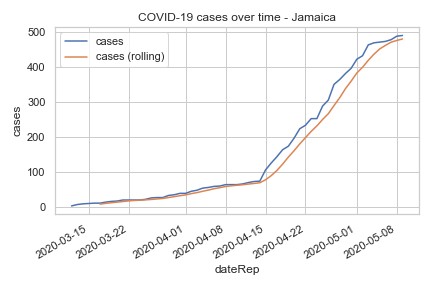 COVID-19 cases over time - Jamaica
500
400
300
200
100
0
cases
cases
cases (rolling)
2020-03-15
2020-03-22
2020-04-01
2020-04-08
2020-04-15
2020-04-22
2020-05-01
2020-05-08
dateRep